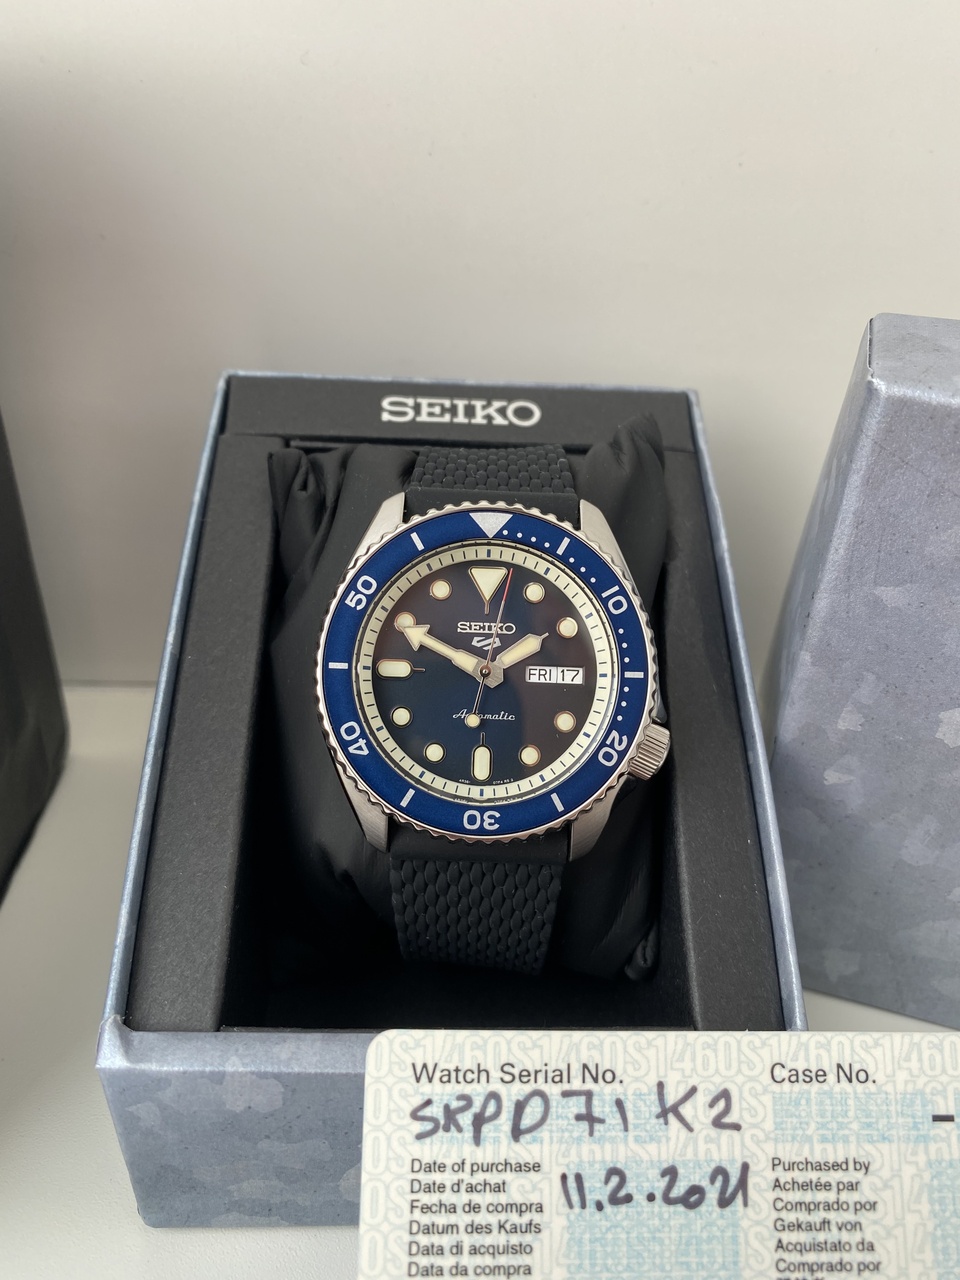 SEIKO
50
10
40
20
30
SEIKO
5
FRI 17
Automatic
Watch Serial No.
Case No.
SRPD71K2
-
Date of purchase
Date d'achat
Fecha de compra
Datum des Kaufs
Data di acquisto
Data da compra
11.2.2021
Purchased by
Achetée par
Comprado por
Gekauft von
Acquistato da
Comprado por